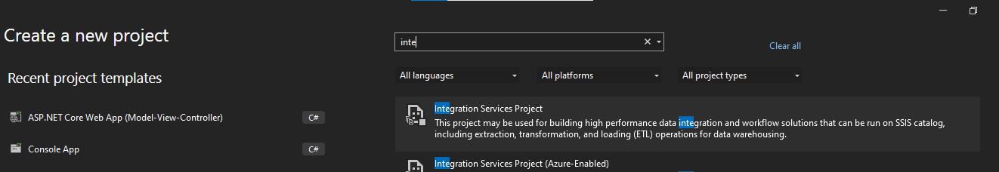 Create a new project
inte
Clear all
Recent project templates
All languages
All platforms
All project types
ASP.NET Core Web App (Model-View-Controller)
C#
Console App
C#
Integration Services Project
This project may be used for building high performance data integration and workflow solutions that can be run on SSIS catalog,
including extraction, transformation, and loading (ETL) operations for data warehousing.
Integration Services Project (Azure-Enabled)